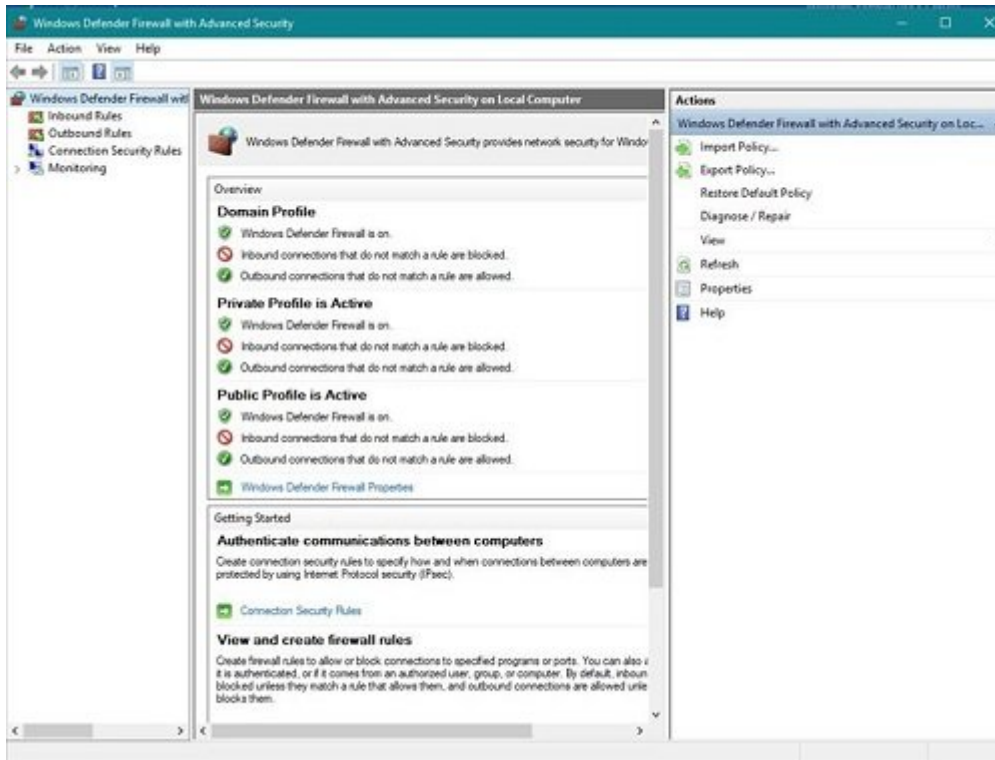 Windows Defender Firewall with Advanced Security
File Action View Help
Windows Defender Firewall with
Inbound Rules
Outbound Rules
Connection Security Rules
Monitoring
Windows Defender Firewall with Advanced Security on Local Computer
Windows Defender Firewall with Advanced Security provides network security for Windo
Overview
Domain Profile
Windows Defender Firewall is on.
Inbound connections that do not match a rule are blocked.
Outbound connections that do not match a rule are allowed.
Private Profile is Active
Windows Defender Firewall is on.
Inbound connections that do not match a rule are blocked.
Outbound connections that do not match a rule are allowed.
Public Profile is Active
Windows Defender Firewall is on.
Inbound connections that do not match a rule are blocked.
Outbound connections that do not match a rule are allowed.
Windows Defender Firewall Properties
Getting Started
Authenticate communications between computers
Create connection security rules to specify how and when connections between computers are
protected by using Internet Protocol security (IPsec).
Connection Security Rules
View and create firewall rules
Create firewall rules to allow or block connections to specified programs or ports. You can also a
it is authenticated, or if it comes from an authorized user, group, or computer. By default, inboun
blocked unless they match a rule that allows them, and outbound connections are allowed unle
blocks them.
Actions
Windows Defender Firewall with Advanced Security on Loc...
Import Policy...
Export Policy...
Restore Default Policy
Diagnose / Repair
View
Refresh
Properties
Help